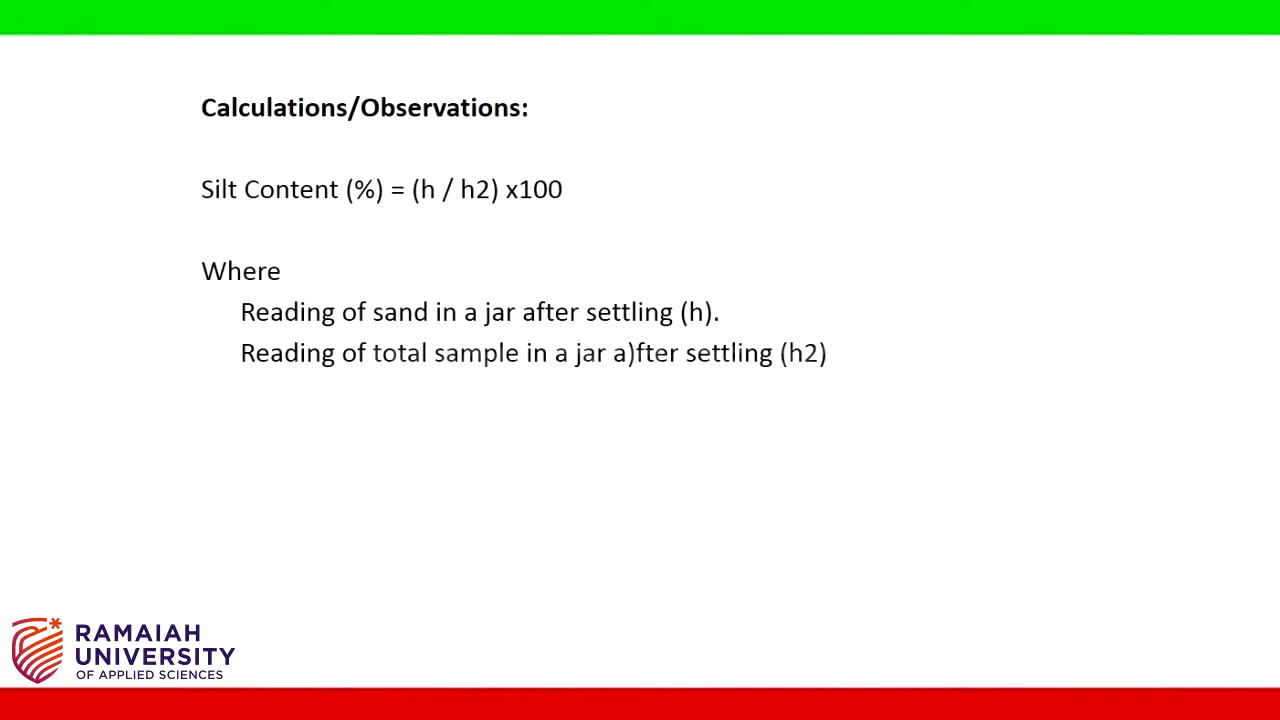 Calculations/Observations:
Silt Content (%) = (h / h2) x100
Where
Reading of sand in a jar after settling (h).
Reading of total sample in a jar a)fter settling (h2)
RAMAIAH
UNIVERSITY
OF APPLIED SCIENCES